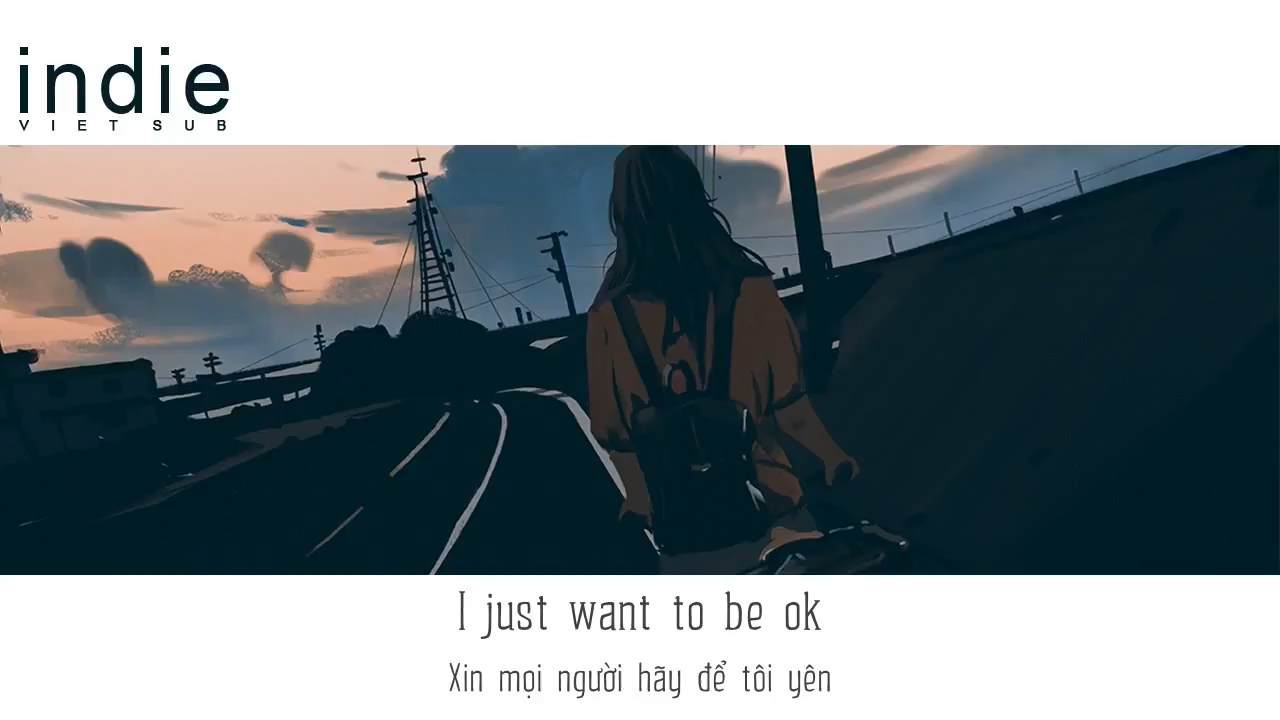 indie
VIET SUB
I just want to be ok
Xin mọi người hãy để tôi yên